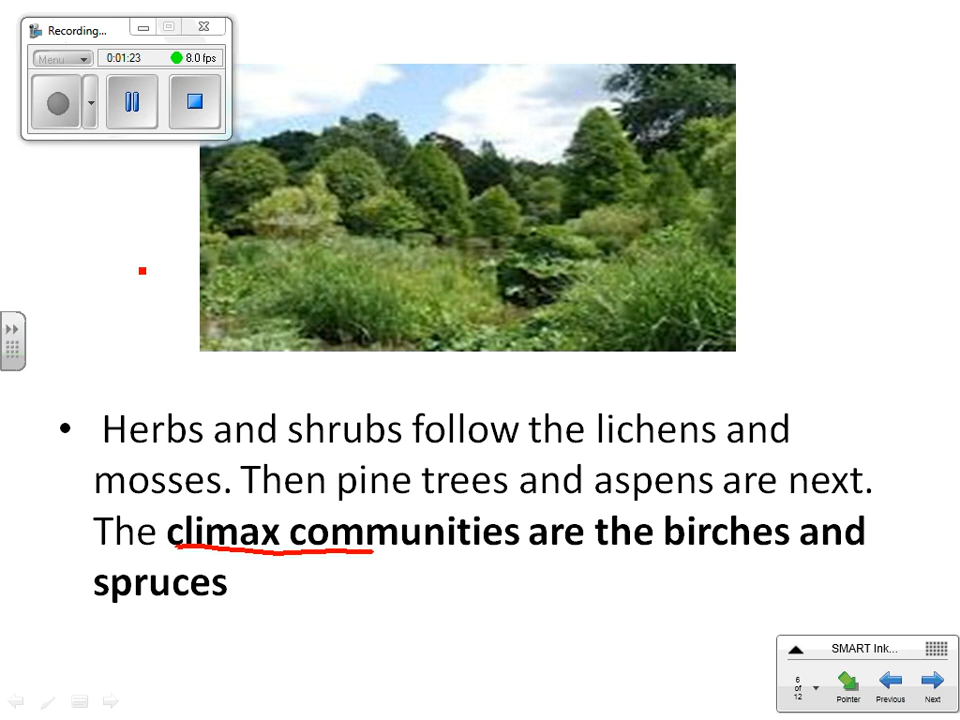 Recording...
Menu
0:01:23
8.0 fps
• Herbs and shrubs follow the lichens and
mosses. Then pine trees and aspens are next.
The climax communities are the birches and
spruces
SMART Ink...
6
of
12
Pointer
Previous
Next